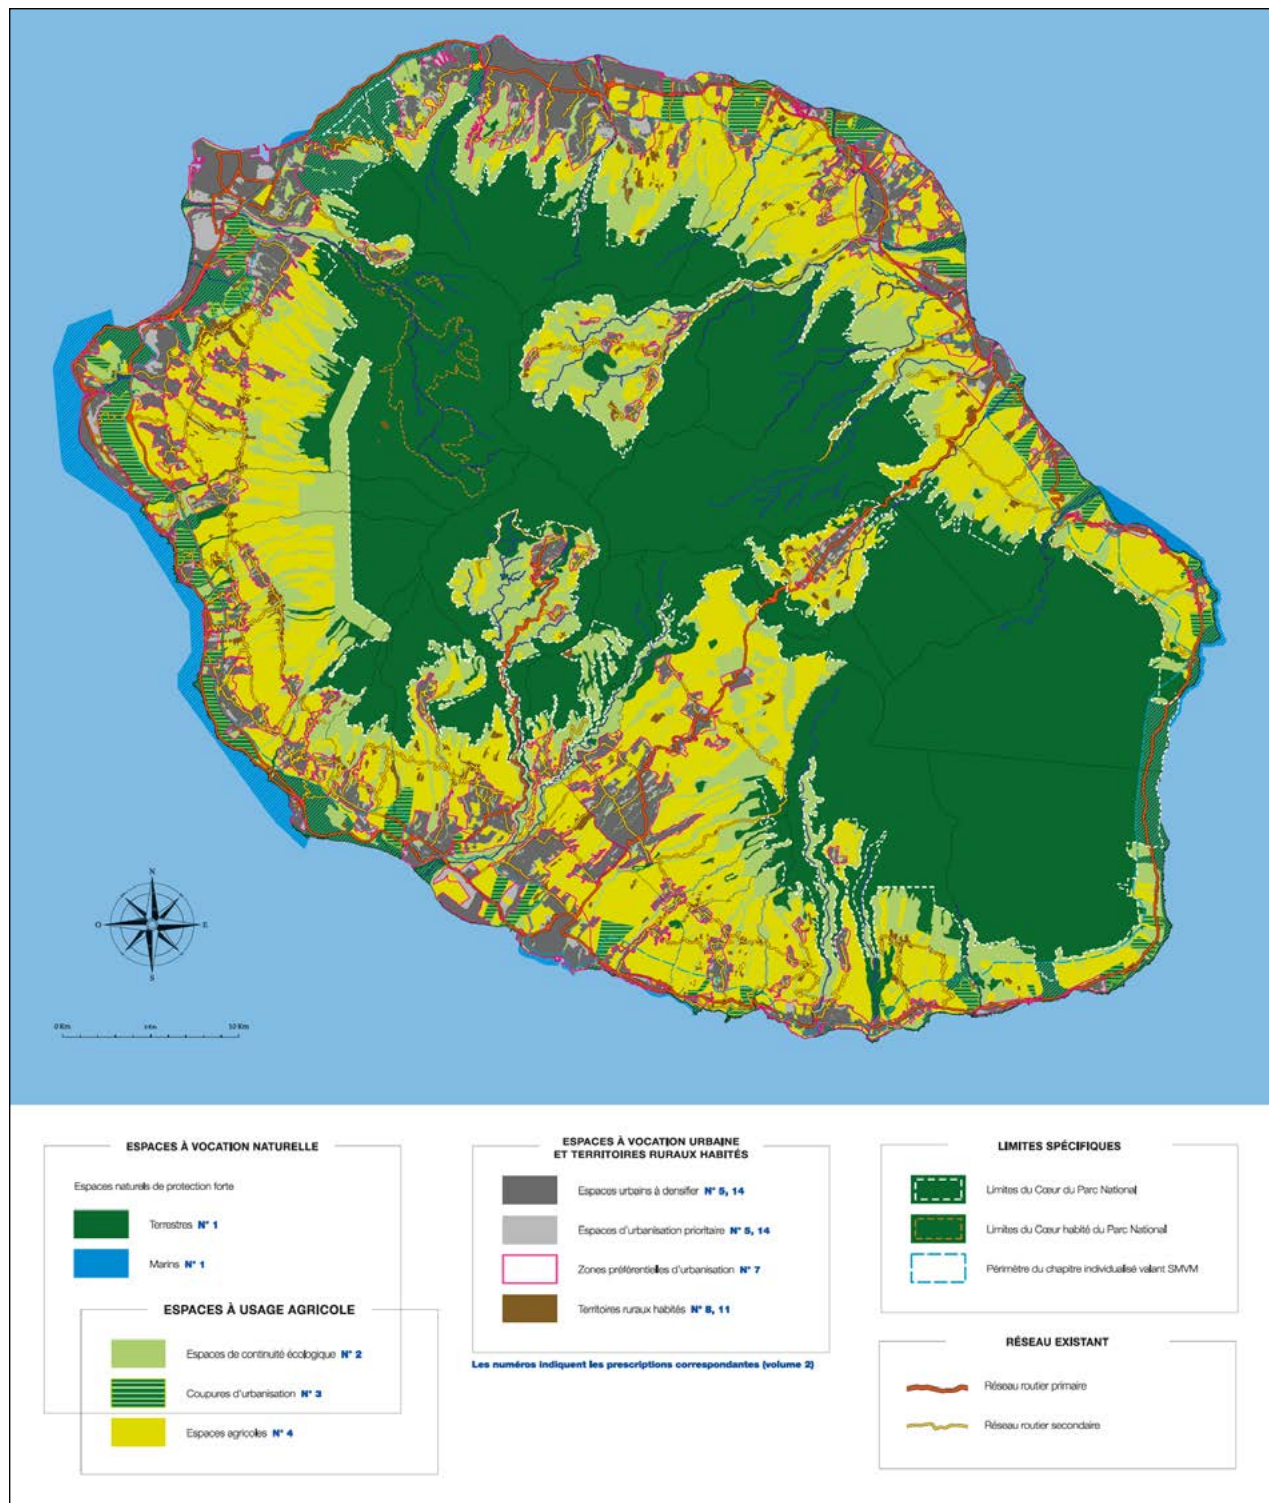 N
O
E
S
0 Km
5 Km
10 Km
ESPACES À VOCATION NATURELLE
Espaces naturels de protection forte
Terrestres N° 1
Marins N° 1
ESPACES À USAGE AGRICOLE
Espaces de continuité écologique N° 2
Coupures d'urbanisation N° 3
Espaces agricoles N° 4
ESPACES À VOCATION URBAINE
ET TERRITOIRES RURAUX HABITÉS
Espaces urbains à densifier N° 5, 14
Espaces d'urbanisation prioritaire N° 5, 14
Zones préférentielles d'urbanisation N° 7
Territoires ruraux habités N° 8, 11
Les numéros indiquent les prescriptions correspondantes (volume 2)
LIMITES SPÉCIFIQUES
Limites du Cœur du Parc National
Limites du Cœur habité du Parc National
Périmètre du chapitre individualisé valant SMVM
RÉSEAU EXISTANT
Réseau routier primaire
Réseau routier secondaire